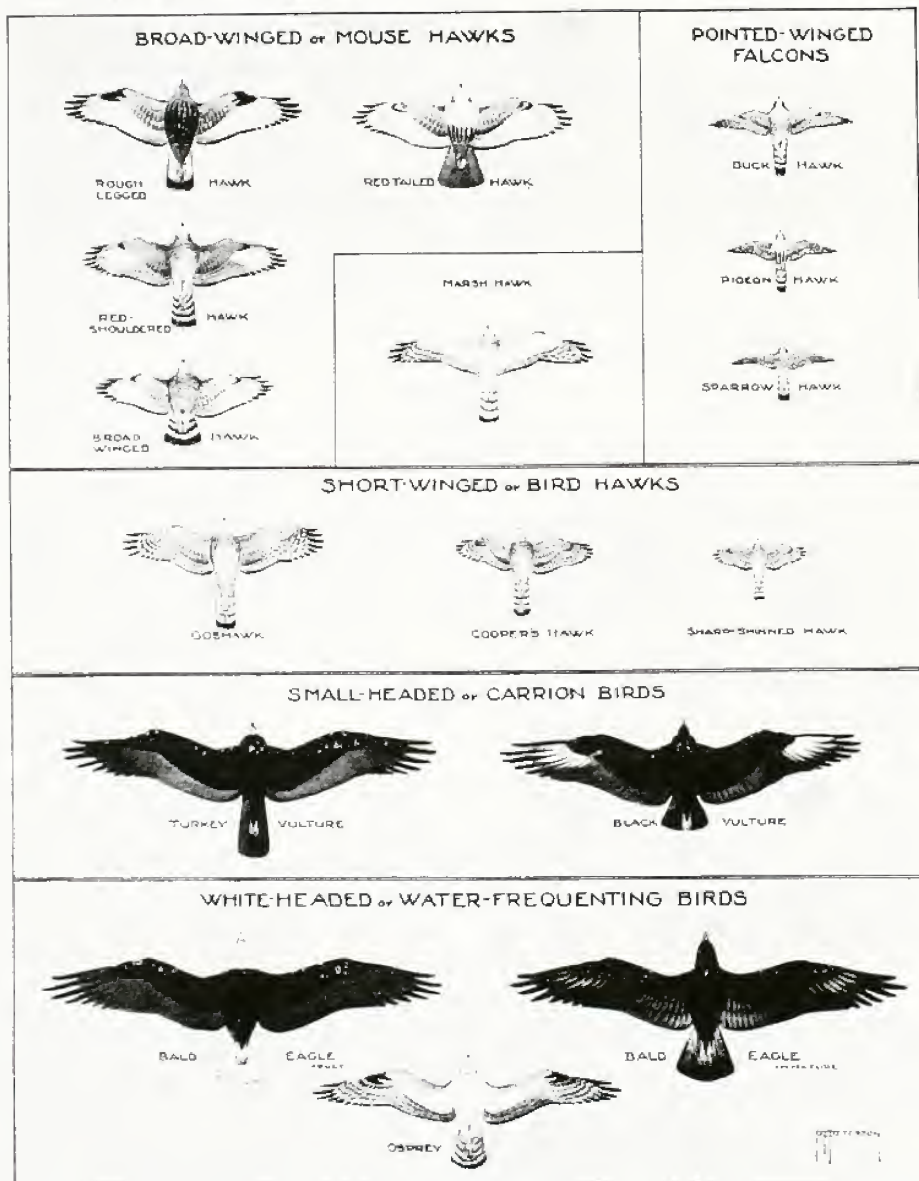 BROAD-WINGED or MOUSE HAWKS
ROUGH LEGGED HAWK
RED TAILED HAWK
RED-SHOULDERED HAWK
BROAD WINGED HAWK
MARSH HAWK
POINTED-WINGED
FALCONS
DUCK HAWK
PIGEON HAWK
SPARROW HAWK
SHORT-WINGED or BIRD HAWKS
GOSHAWK
COOPER'S HAWK
SHARP-SHINNED HAWK
SMALL-HEADED or CARRION BIRDS
TURKEY VULTURE
BLACK VULTURE
WHITE-HEADED or WATER-FREQUENTING BIRDS
BALD EAGLE
ADULT
BALD EAGLE
IMMATURE
OSPREY